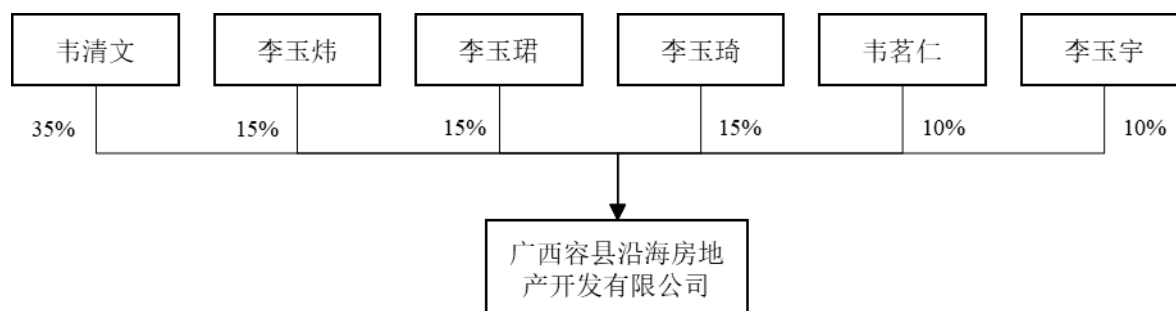 韦清文
李玉炜
李玉珺
李玉琦
韦茗仁
李玉宇
35%
15%
15%
15%
10%
10%
广西容县沿海房地
产开发有限公司